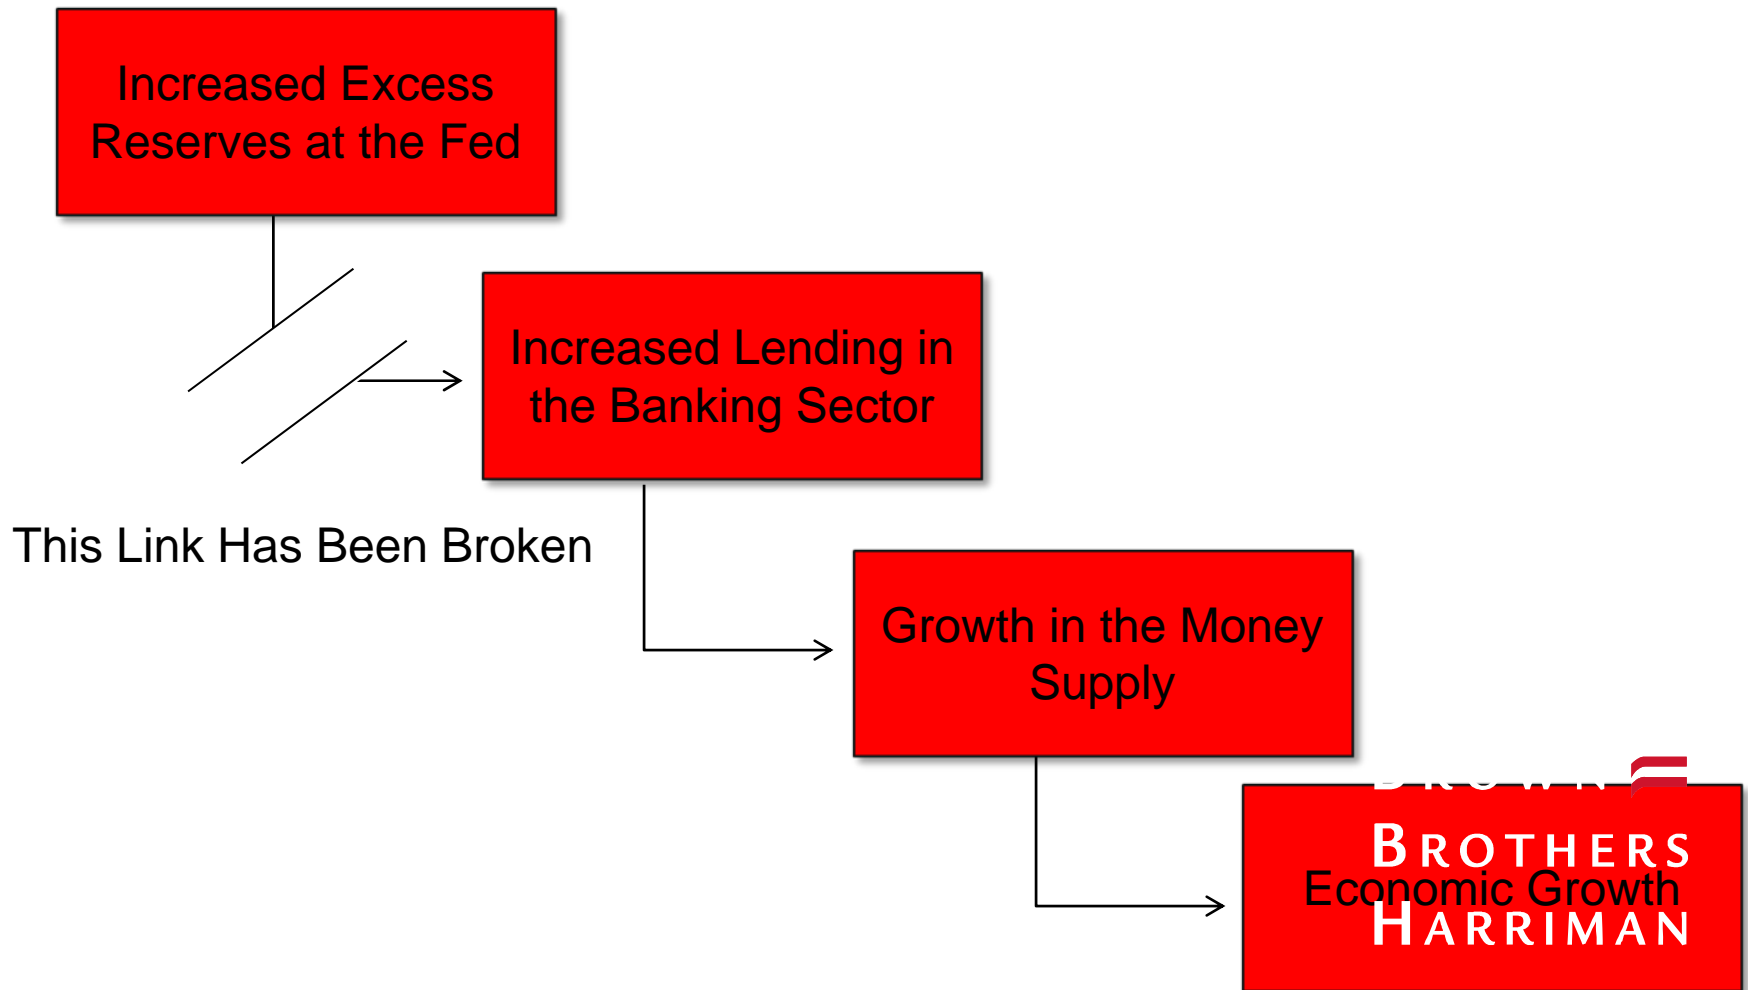 Increased Excess
Reserves at the Fed
Increased Lending in
the Banking Sector
This Link Has Been Broken
Growth in the Money
Supply
BROWN
BROTHERS
Economic Growth
HARRIMAN